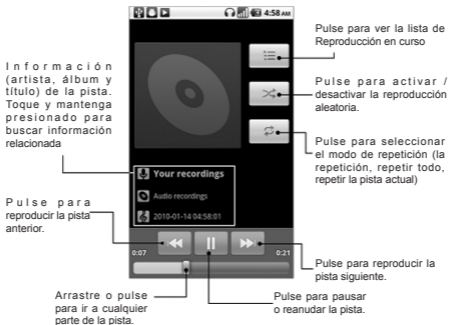 4:58 AM
Pulse para ver la lista de
Reproducción en curso
Información
(artista, álbum y
título) de la pista.
Toque y mantenga
presionado para
buscar información
relacionada
Pulse para activar /
desactivar la reproducción
aleatoria.
Pulse para seleccionar
el modo de repetición (la
repetición, repetir todo,
repetir la pista actual)
Your recordings
Audio recordings
2010-01-14 04:58:01
Pulse para
reproducir la pista
anterior.
0:07
0:21
Pulse para reproducir la
pista siguiente.
Arrastre o pulse
para ir a cualquier
parte de la pista.
Pulse para pausar
o reanudar la pista.